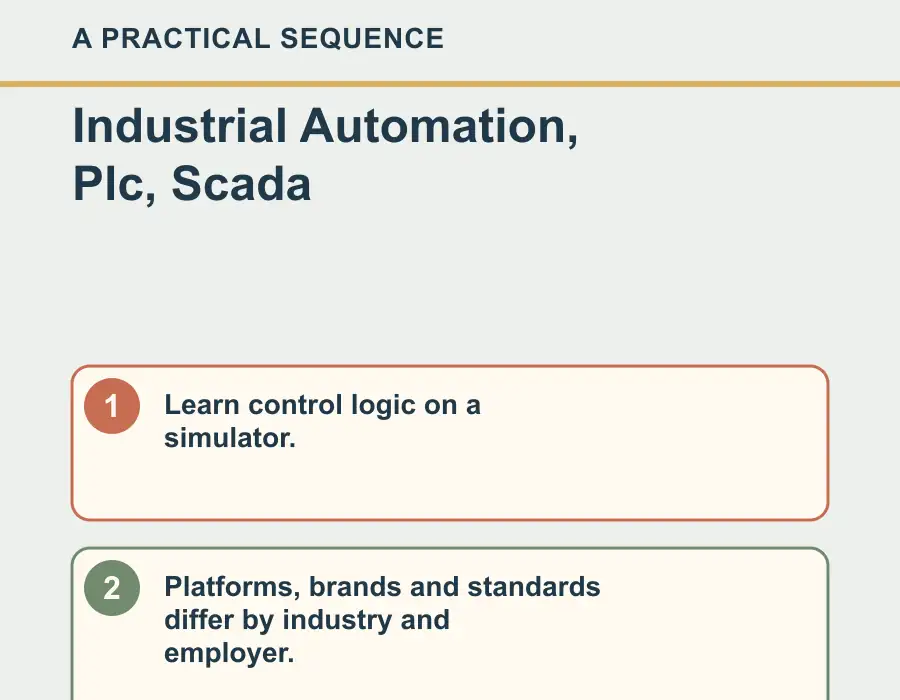 A PRACTICAL SEQUENCE
Industrial Automation,
Plc, Scada
1
Learn control logic on a
simulator.
2
Platforms, brands and standards
differ by industry and
employer.